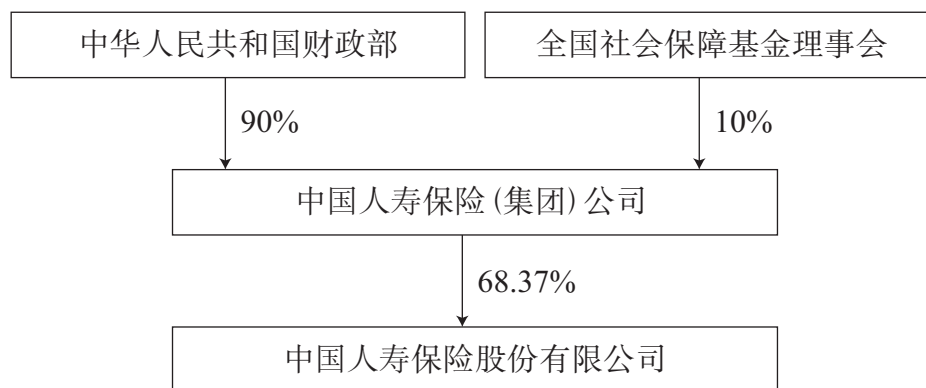 中华人民共和国财政部
全国社会保障基金理事会
90%
10%
中国人寿保险(集团)公司
68.37%
中国人寿保险股份有限公司